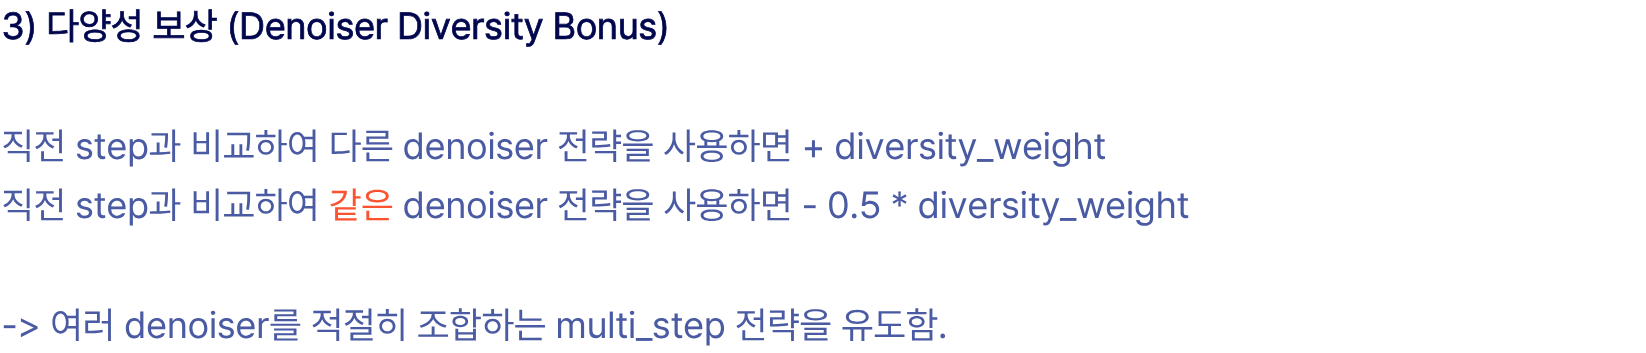 3) 다양성 보상 (Denoiser Diversity Bonus)
직전 step과 비교하여 다른 denoiser 전략을 사용하면 + diversity_weight
직전 step과 비교하여 같은 denoiser 전략을 사용하면 - 0.5 * diversity_weight
-> 여러 denoiser를 적절히 조합하는 multi_step 전략을 유도함.